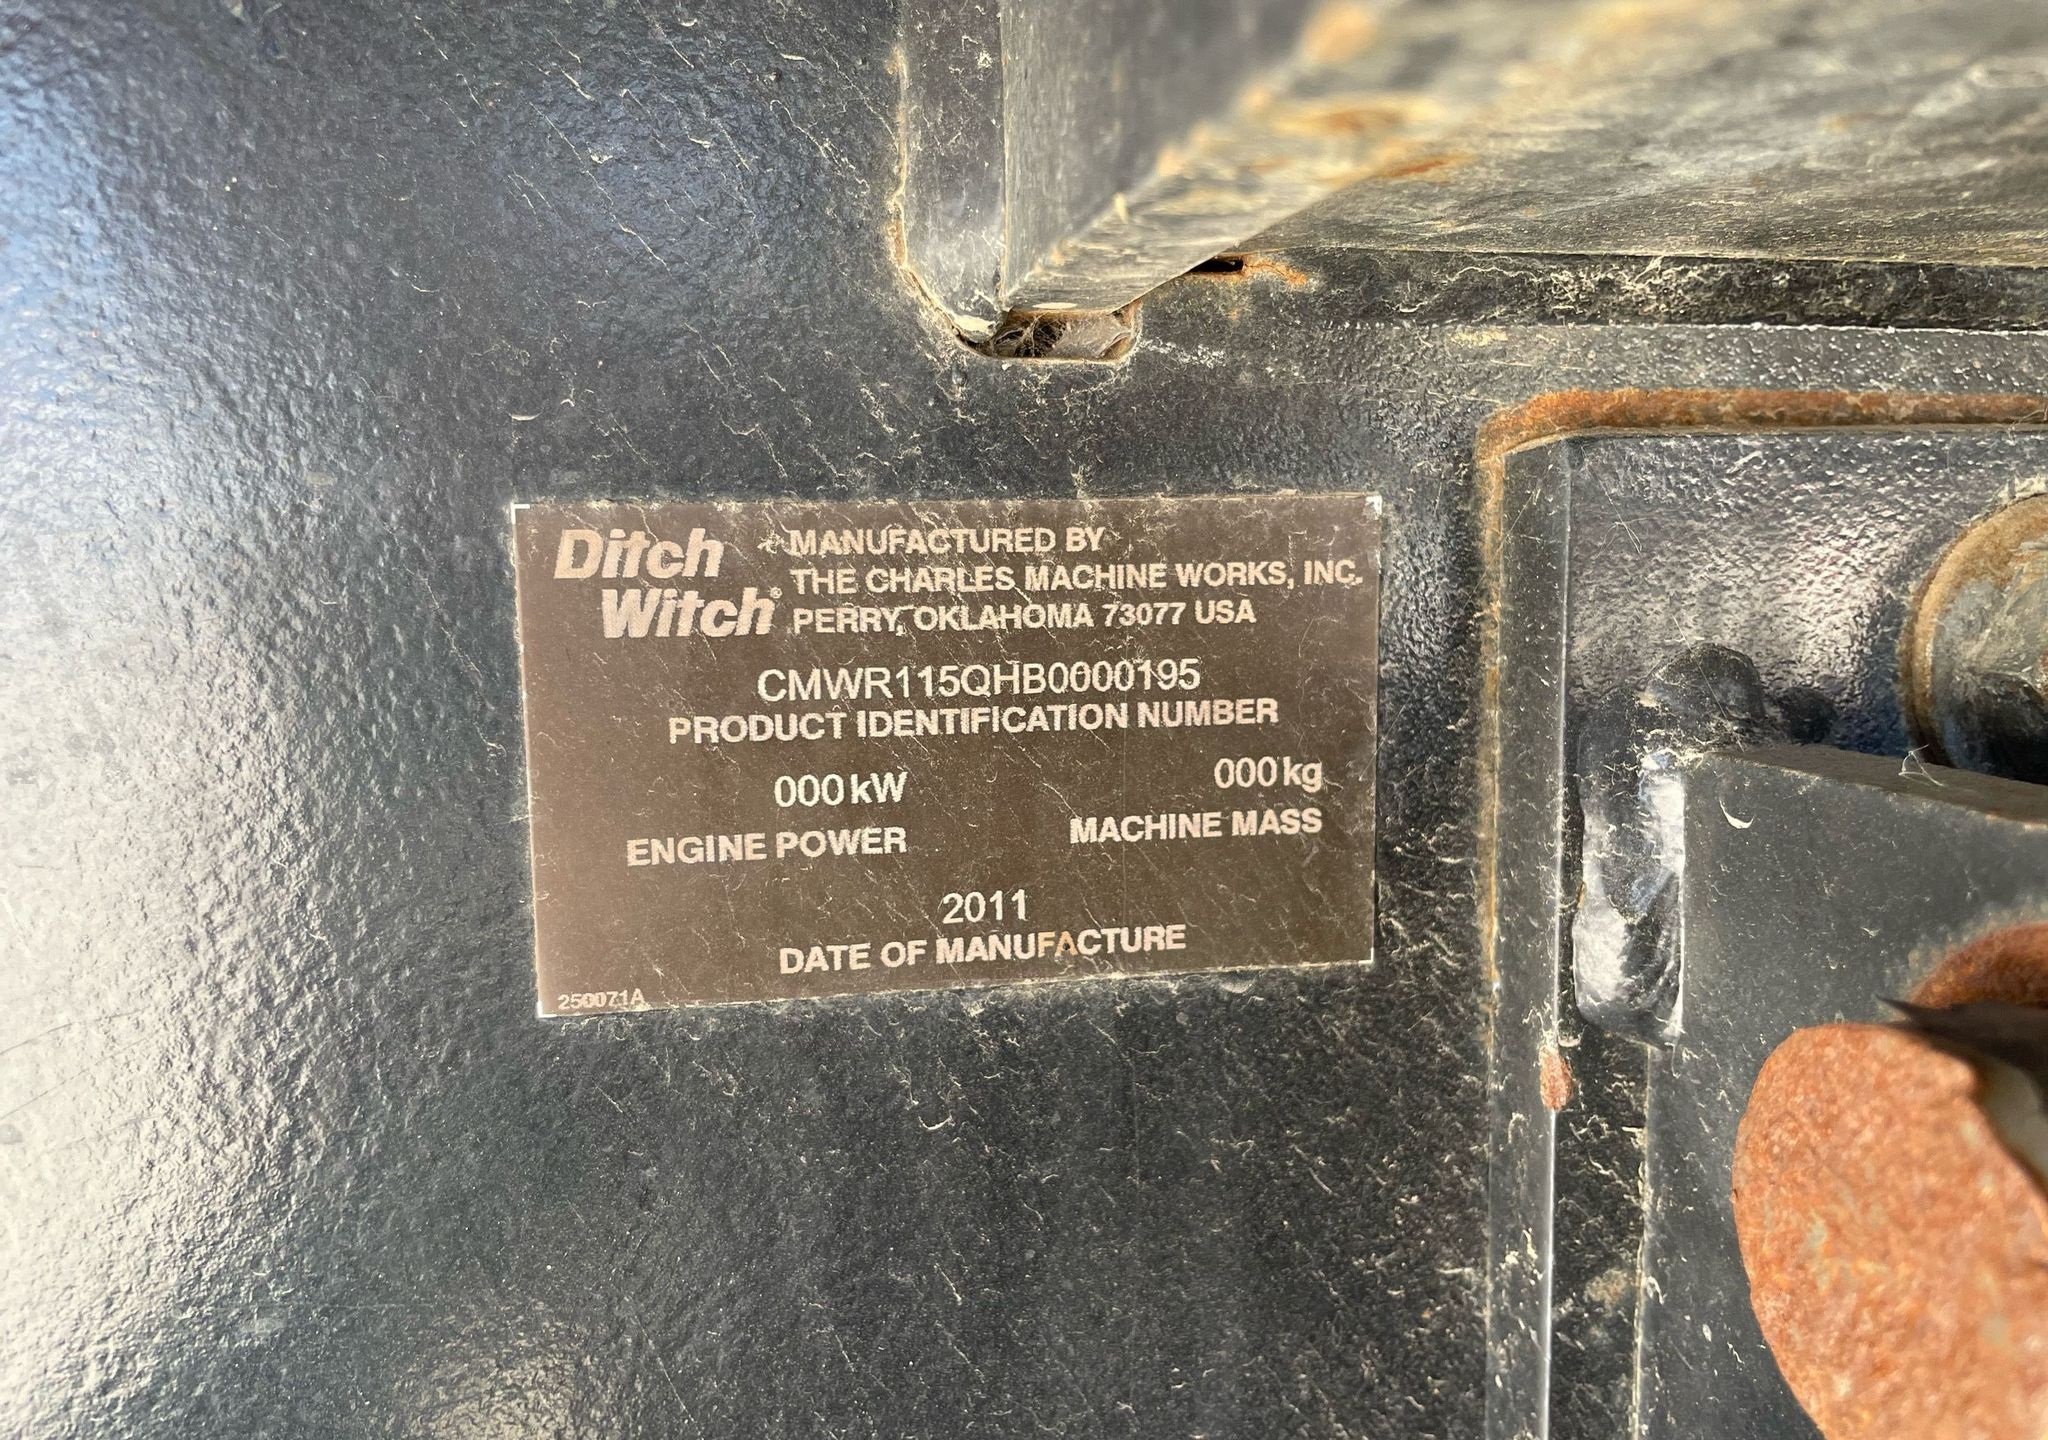 Ditch
Witch®
MANUFACTURED BY
THE CHARLES MACHINE WORKS, INC.
PERRY, OKLAHOMA 73077 USA
CMWR115QHB0000195
PRODUCT IDENTIFICATION NUMBER
000 kW
ENGINE POWER
000 kg
MACHINE MASS
2011
DATE OF MANUFACTURE
250071A